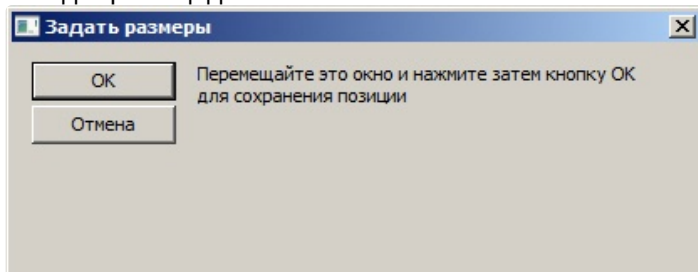 Задать размеры
OK
Перемещайте это окно и нажмите затем кнопку OK
для сохранения позиции
Отмена